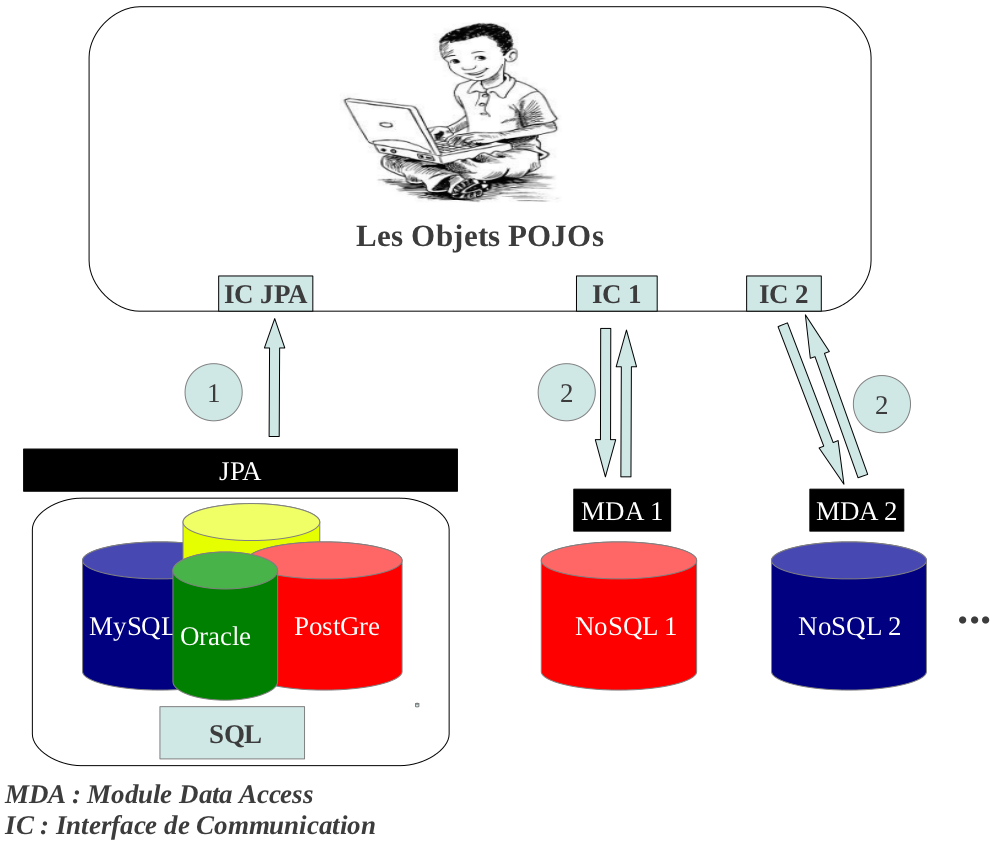 Les Objets POJOs
IC JPA
IC 1
IC 2
1
2
2
JPA
MDA 1
MDA 2
MySQL
Oracle
PostGre
NoSQL 1
NoSQL 2
...
SQL
MDA : Module Data Access
IC : Interface de Communication